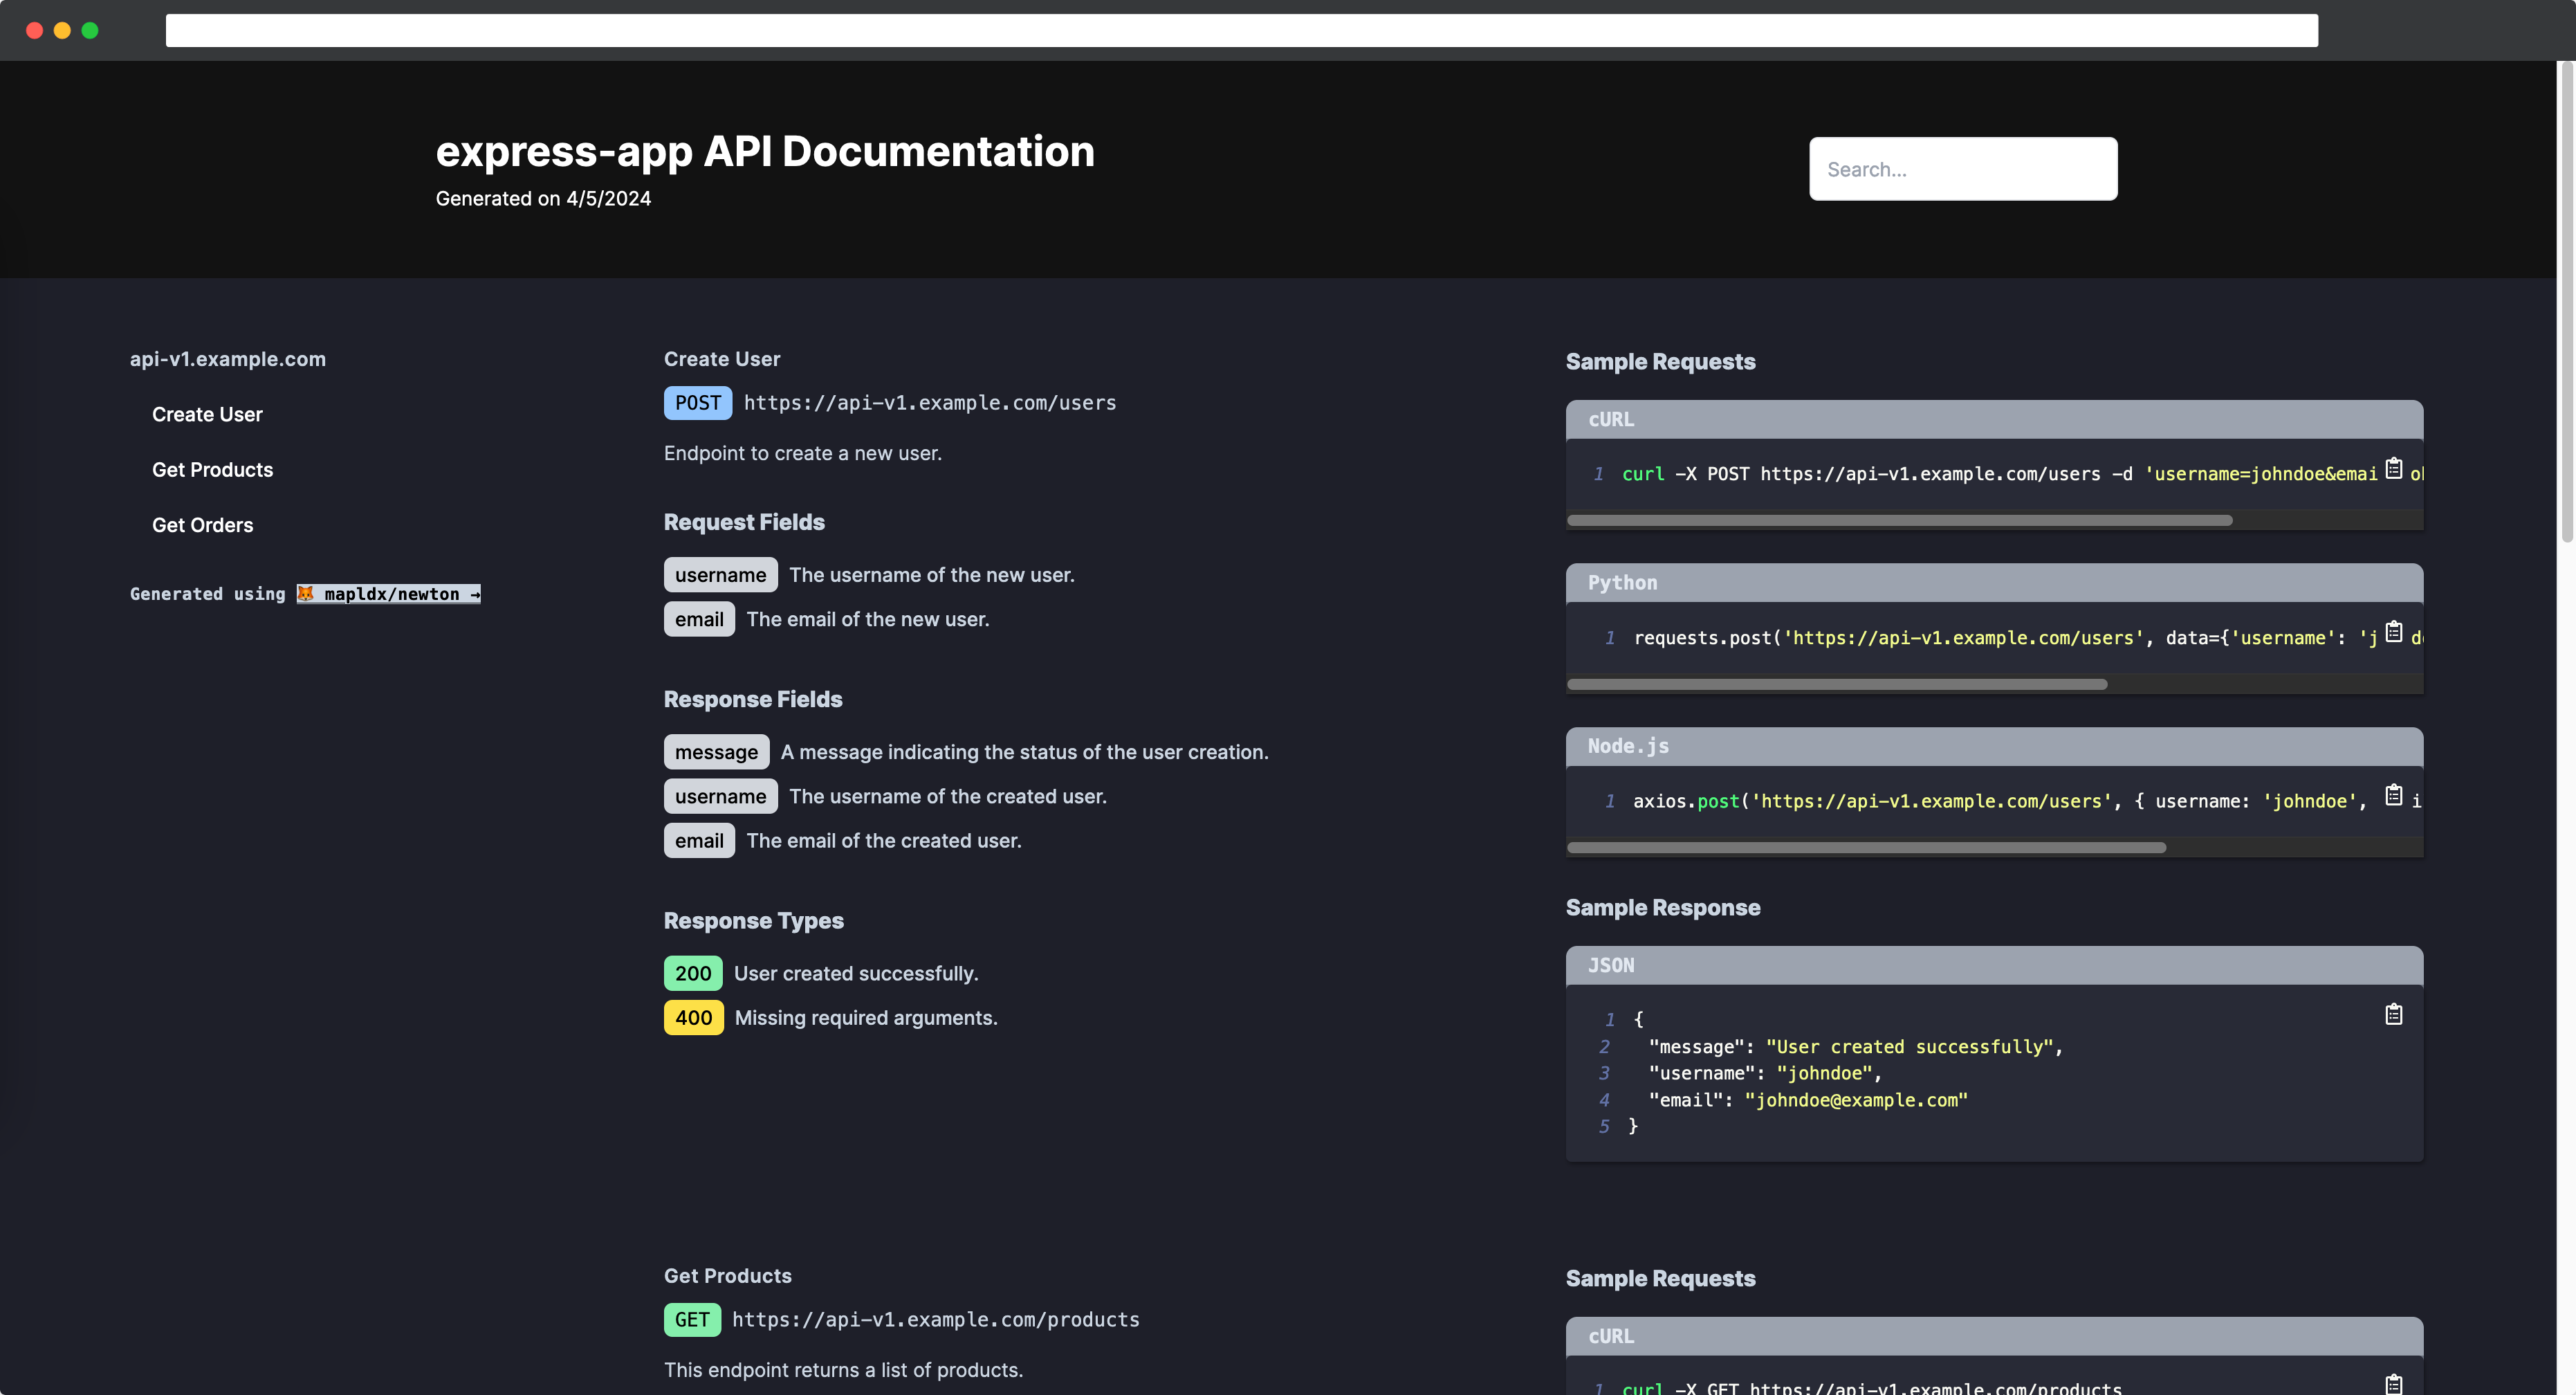 express-app API Documentation
Generated on 4/5/2024
Search...
api-v1.example.com
Create User
Get Products
Get Orders
Generated using 🦊 mapldx/newton →
Create User
POST https://api-v1.example.com/users
Endpoint to create a new user.
Request Fields
username The username of the new user.
email The email of the new user.
Response Fields
message A message indicating the status of the user creation.
username The username of the created user.
email The email of the created user.
Response Types
200 User created successfully.
400 Missing required arguments.
Get Products
GET https://api-v1.example.com/products
This endpoint returns a list of products.
Sample Requests
cURL
1 curl -X POST https://api-v1.example.com/users -d 'username=johndoe&emai
Python
1 requests.post('https://api-v1.example.com/users', data={'username': 'j
Node.js
1 axios.post('https://api-v1.example.com/users', { username: 'johndoe',
Sample Response
JSON
1 {
2 "message": "User created successfully",
3 "username": "johndoe",
4 "email": "johndoe@example.com"
5 }
Sample Requests
cURL
1 curl -X GET https://api-v1.example.com/products